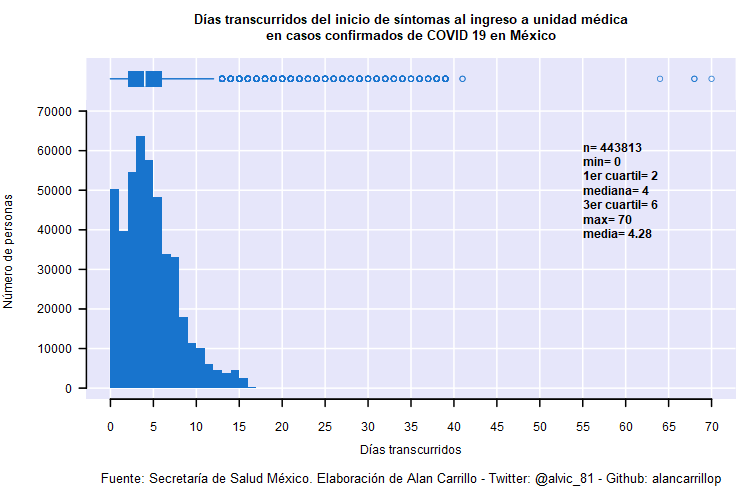 Días transcurridos del inicio de síntomas al ingreso a unidad médica
en casos confirmados de COVID 19 en México
70000
60000
50000
40000
30000
20000
10000
0
Número de personas
n= 443813
min= 0
1er cuartil= 2
mediana= 4
3er cuartil= 6
max= 70
media= 4.28
0 5 10 15 20 25 30 35 40 45 50 55 60 65 70
Días transcurridos
Fuente: Secretaría de Salud México. Elaboración de Alan Carrillo - Twitter: @alvic_81 - Github: alancarrillop